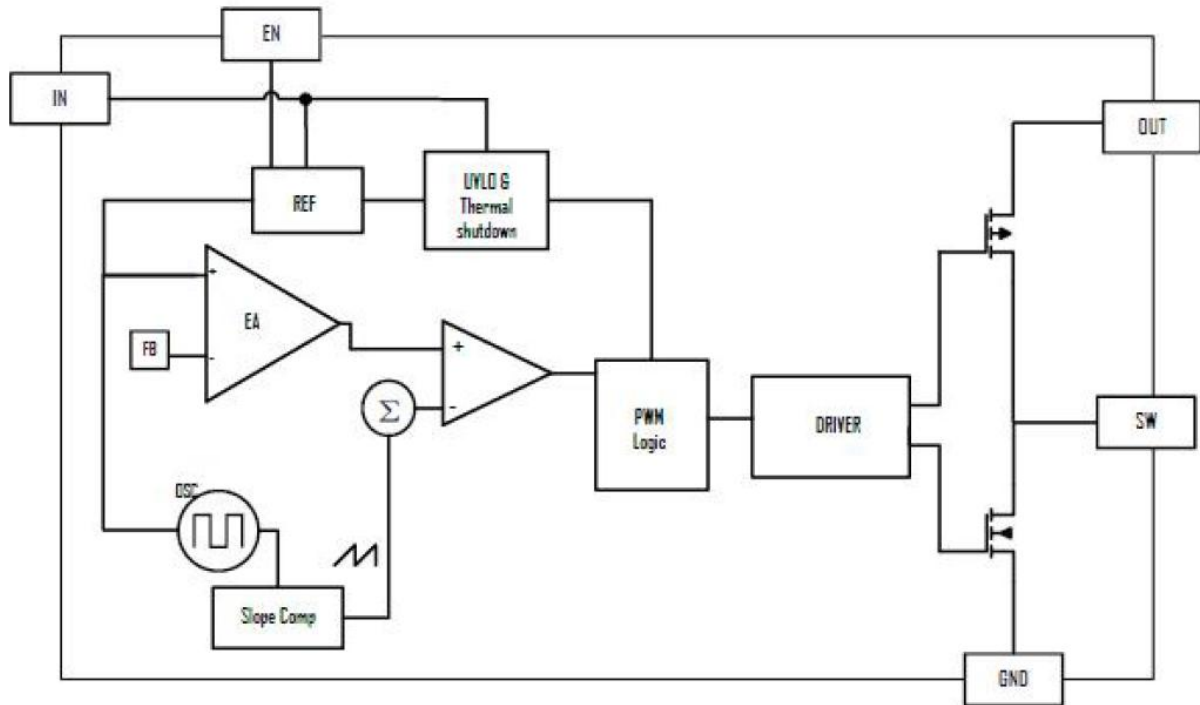 EN
IN
OUT
UVLO &
Thermal
shutdown
REF
+
EA
FB
-
+
-
Σ
PWM
Logic
DRIVER
SW
OSC
Slope Comp
GND